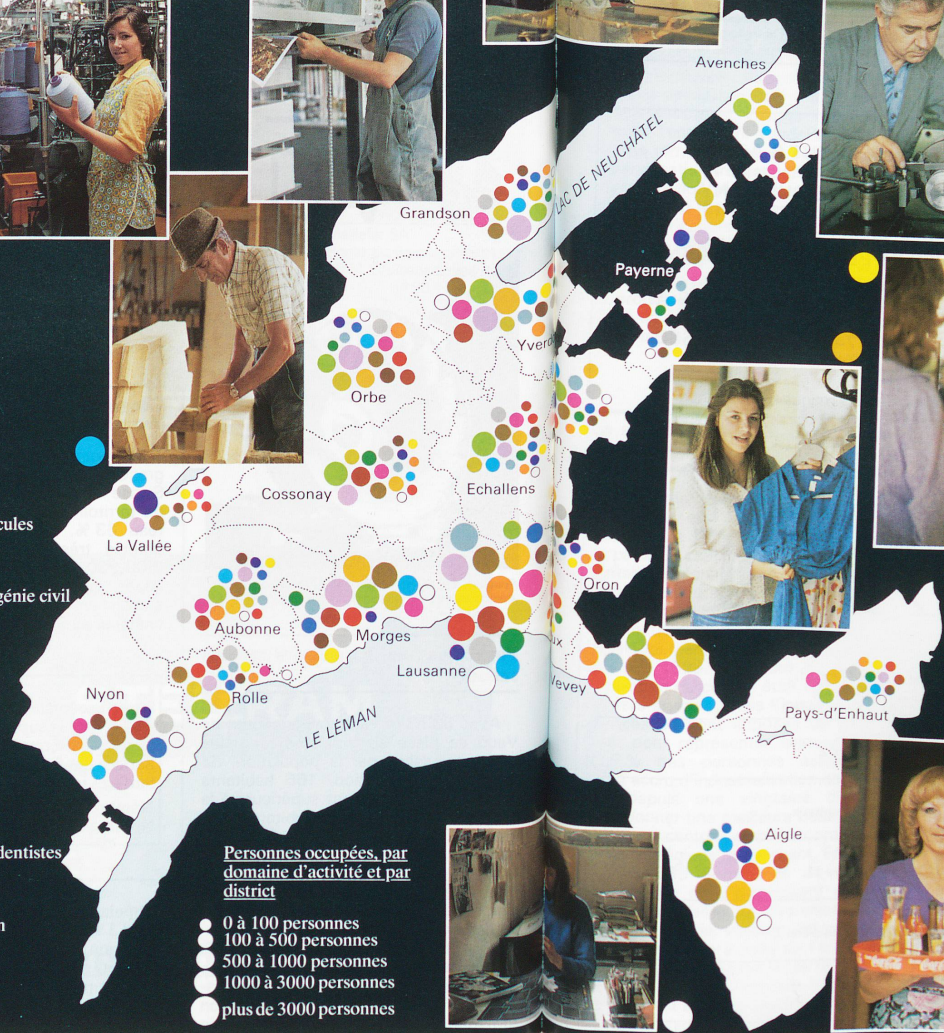 Avenches
LAC DE NEUCHÂTEL
Grandson
Payerne
Yverd
Orbe
Cossonay
Echallens
La Vallée
cules
génie civil
Oron
Aubonne
Morges
Lausanne
x
Vevey
Nyon
Rolle
LE LÉMAN
Pays-d'Enhaut
Aigle
dentistes
n
Personnes occupées, par
domaine d'activité et par
district
0 à 100 personnes
100 à 500 personnes
500 à 1000 personnes
1000 à 3000 personnes
plus de 3000 personnes